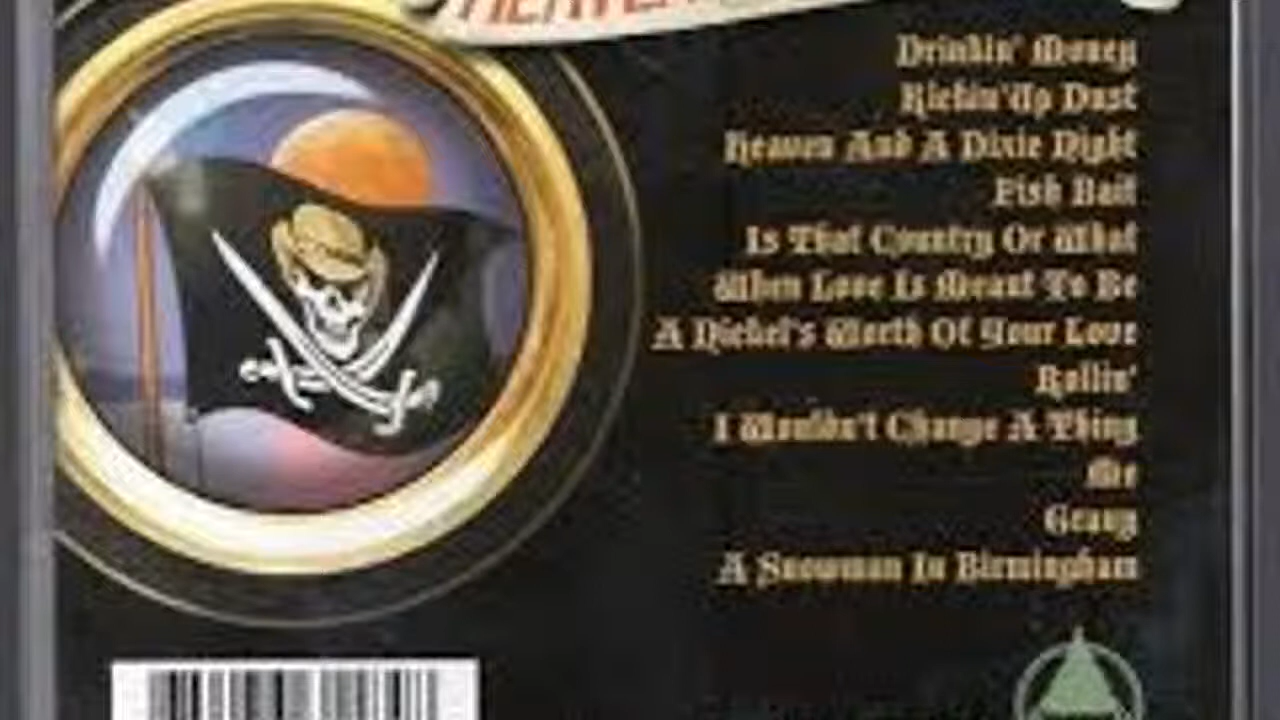 HEAVEN
Drinkin' Money
Kickin' Up Dust
Heaven And A Dixie Night
Fish Bait
Is That Country Or What
When Love Is Meant To Be
A Nickel's Worth Of Your Love
Rollin'
I Wouldn't Change A Thing
Me
Gravy
A Snowman In Birmingham